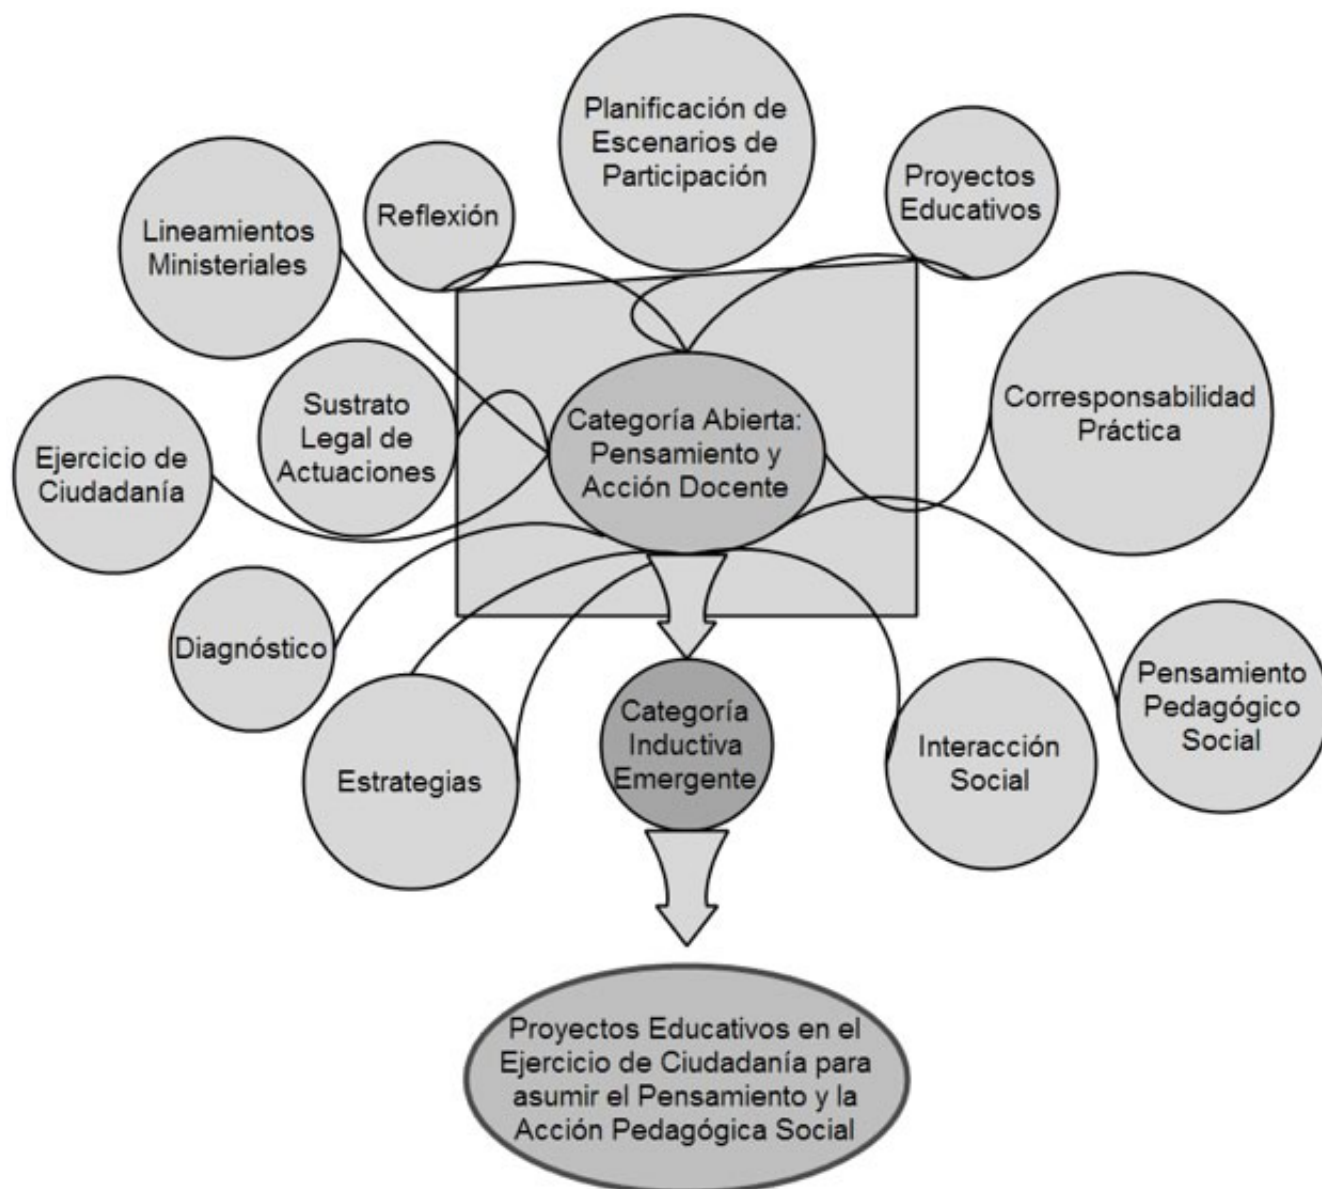 Planificación de
Escenarios de
Participación
Proyectos
Educativos
Reflexión
Lineamientos
Ministeriales
Corresponsabilidad
Práctica
Sustrato
Legal de
Actuaciones
Categoría Abierta:
Pensamiento y
Acción Docente
Ejercicio de
Ciudadanía
Diagnóstico
Pensamiento
Pedagógico
Social
Categoría
Inductiva
Emergente
Interacción
Social
Estrategias
Proyectos Educativos en el
Ejercicio de Ciudadanía para
asumir el Pensamiento y la
Acción Pedagógica Social